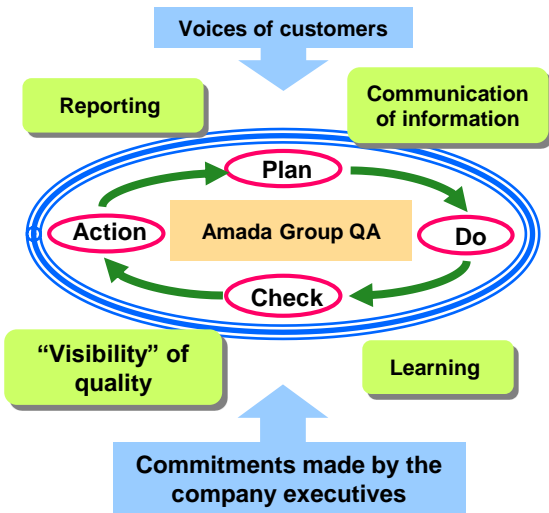 Voices of customers
Reporting
Communication
of information
Plan
Action
Amada Group QA
Do
Check
“Visibility” of
quality
Learning
Commitments made by the
company executives